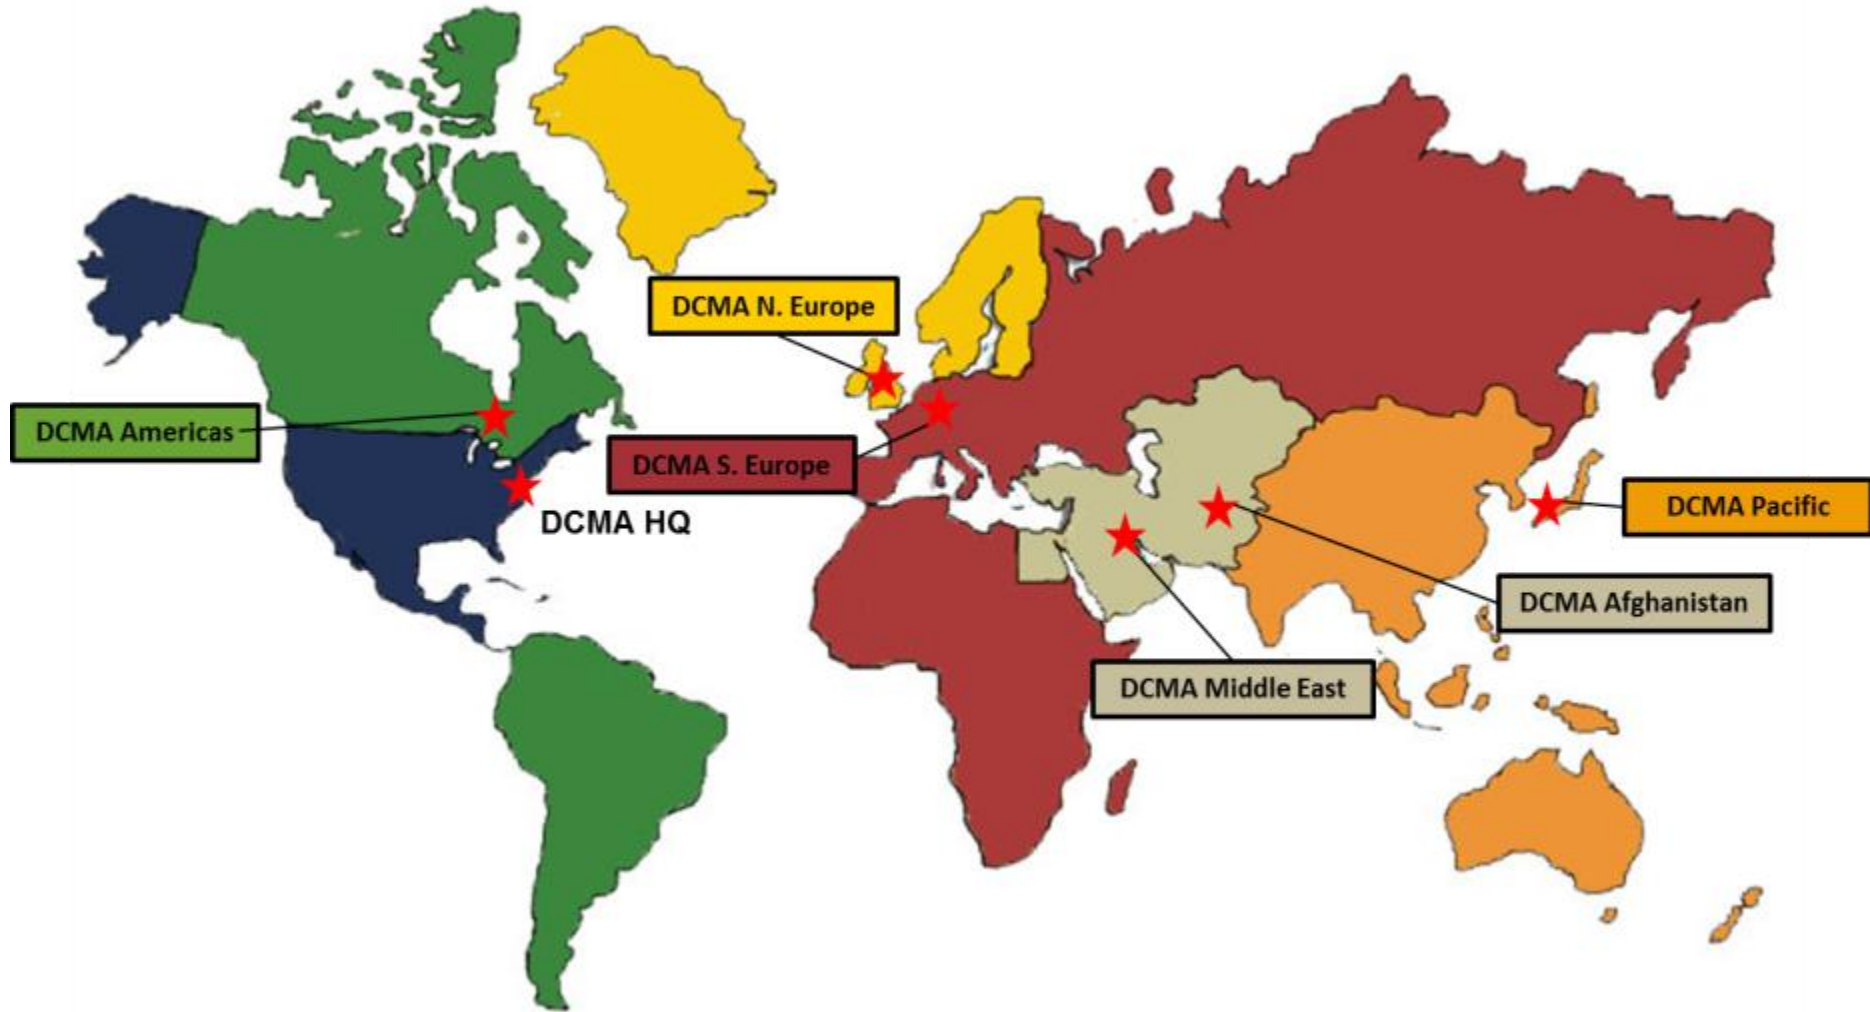 DCMA N. Europe
DCMA Americas
DCMA S. Europe
DCMA HQ
DCMA Pacific
DCMA Afghanistan
DCMA Middle East